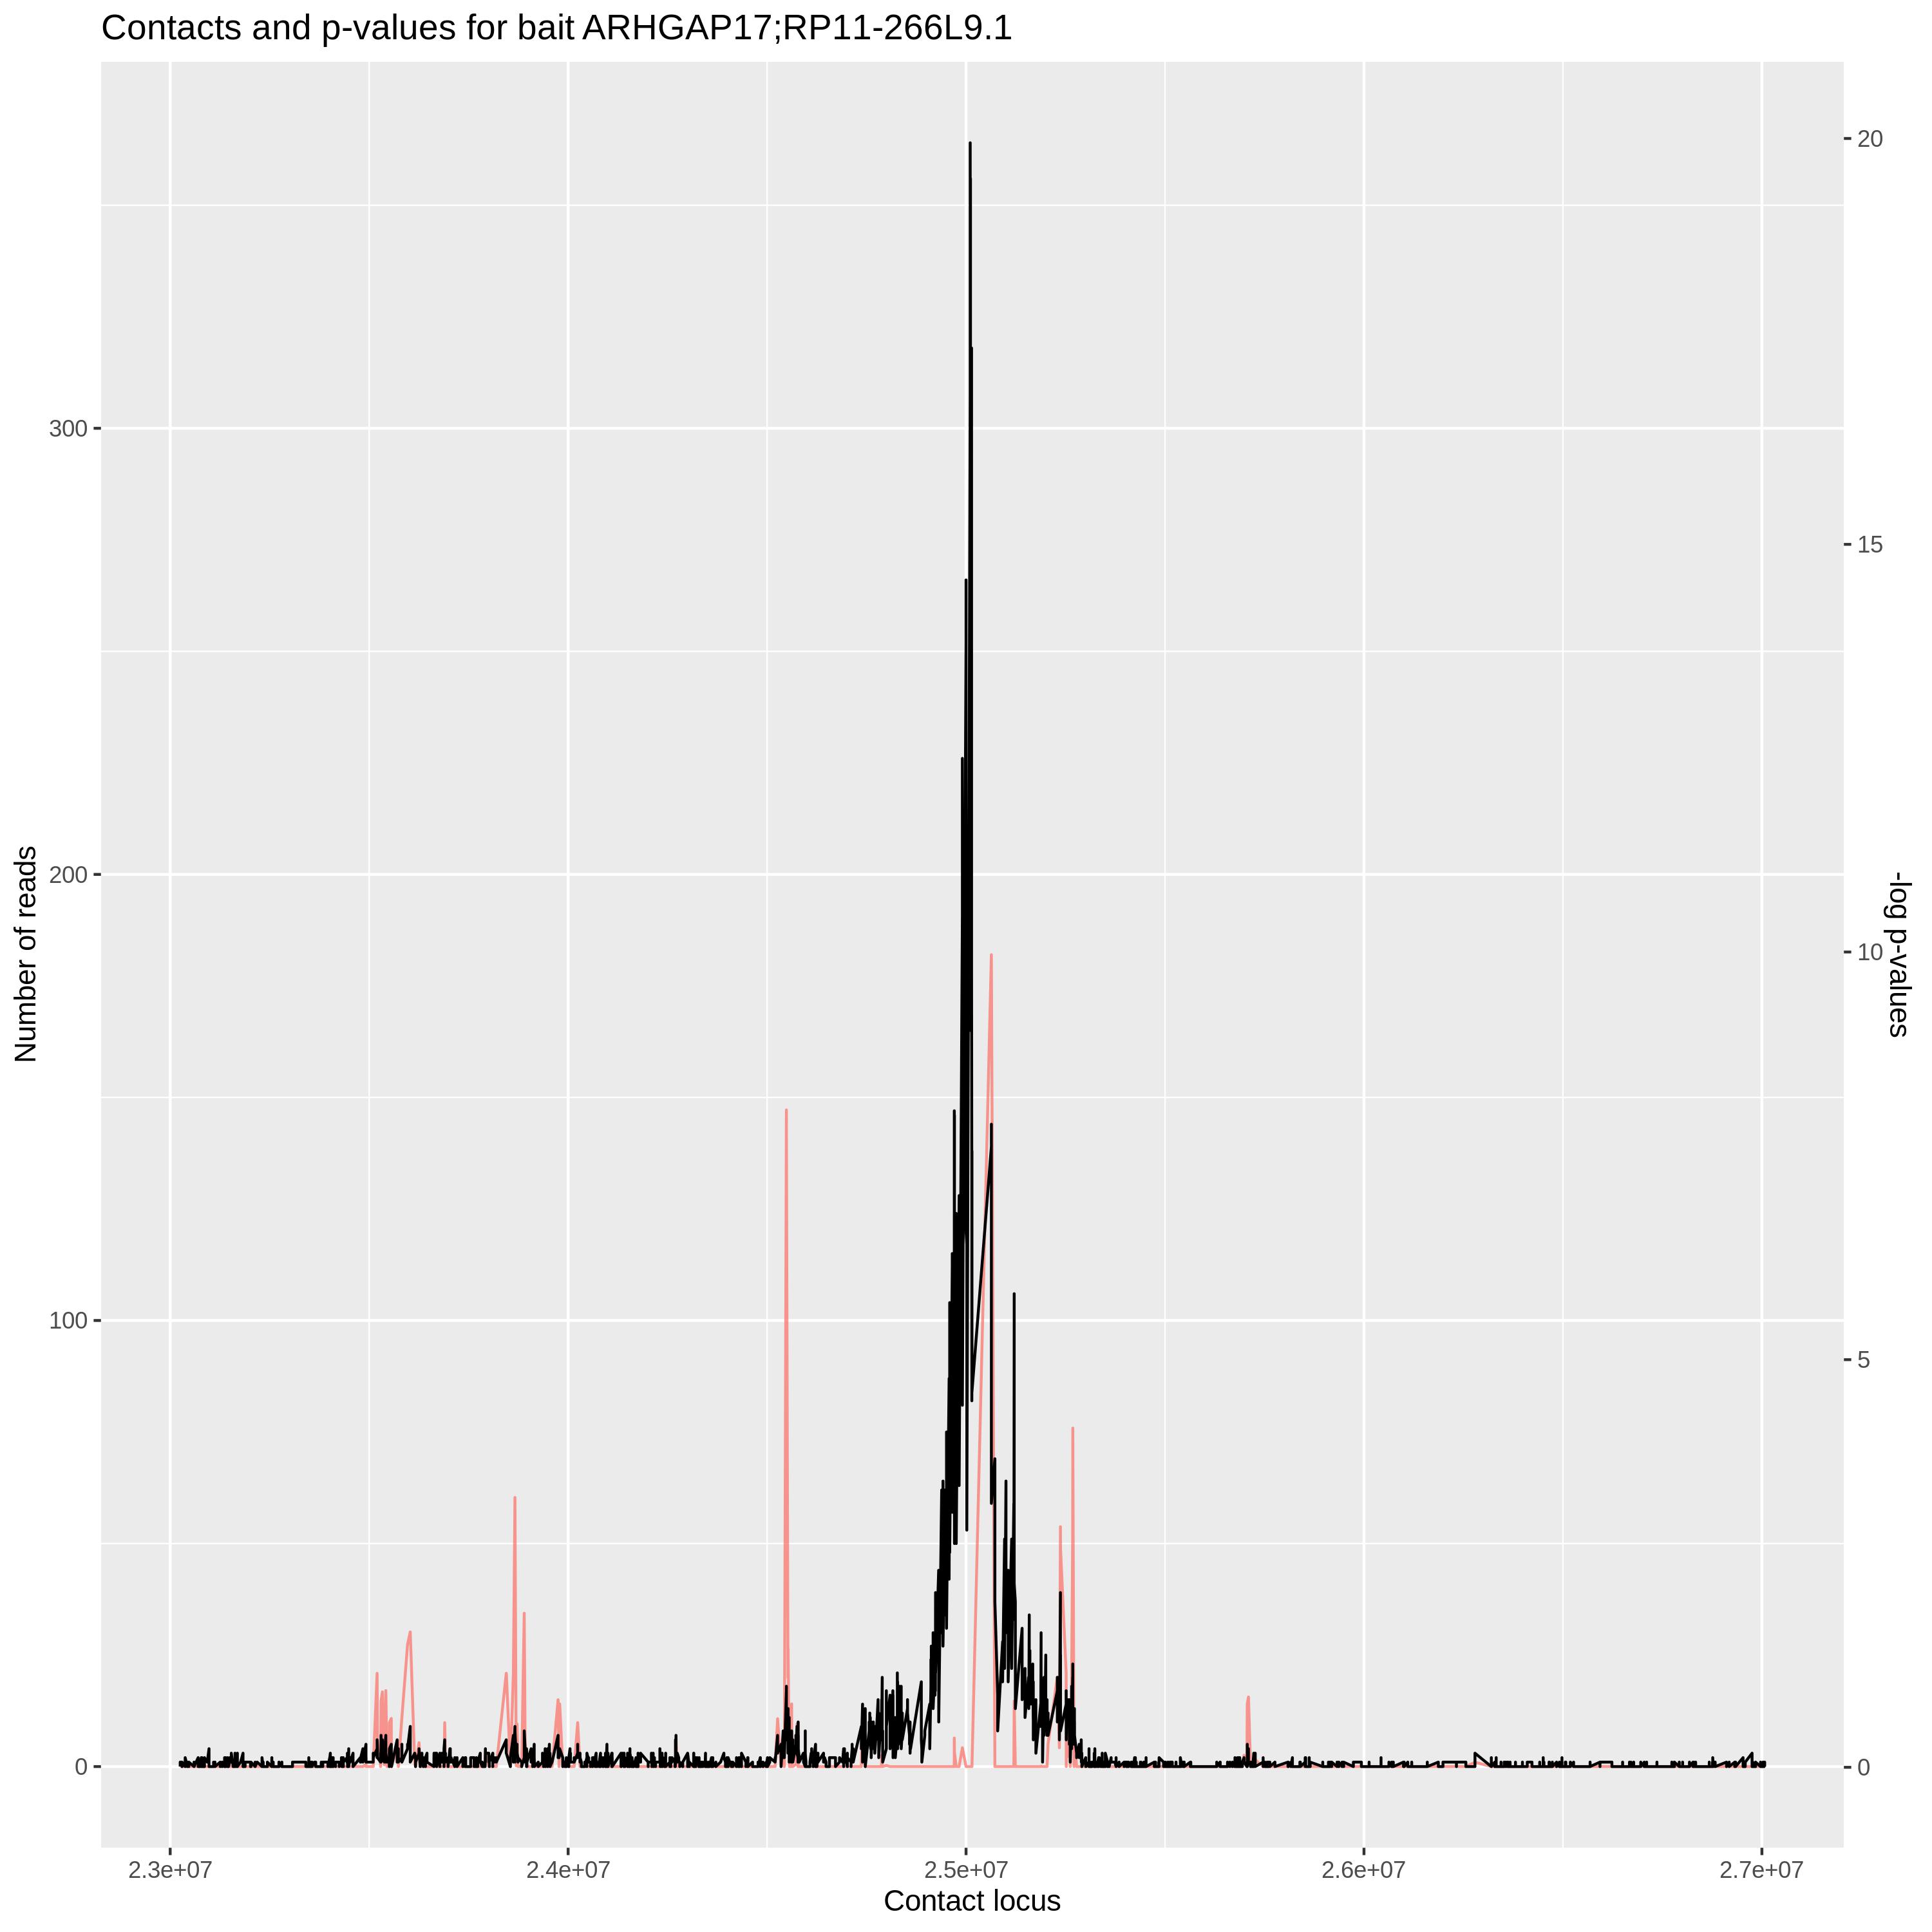 Contacts and p-values for bait ARHGAP17;RP11-266L9.1
Number of reads
300
200
100
0
20
15
10
5
0
-log p-values
2.3e+07 2.4e+07 2.5e+07 2.6e+07 2.7e+07
Contact locus